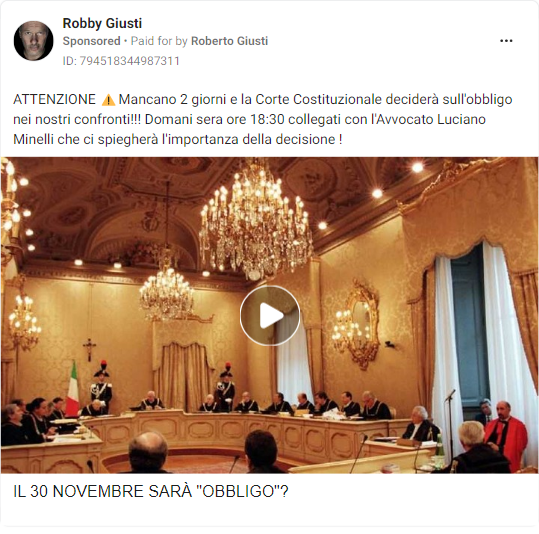 Robby Giusti
Sponsored • Paid for by Roberto Giusti
ID: 794518344987311
ATTENZIONE ⚠️ Mancano 2 giorni e la Corte Costituzionale deciderà sull'obbligo
nei nostri confronti!!! Domani sera ore 18:30 collegati con l'Avvocato Luciano
Minelli che ci spiegherà l'importanza della decisione !
IL 30 NOVEMBRE SARÀ "OBBLIGO"?